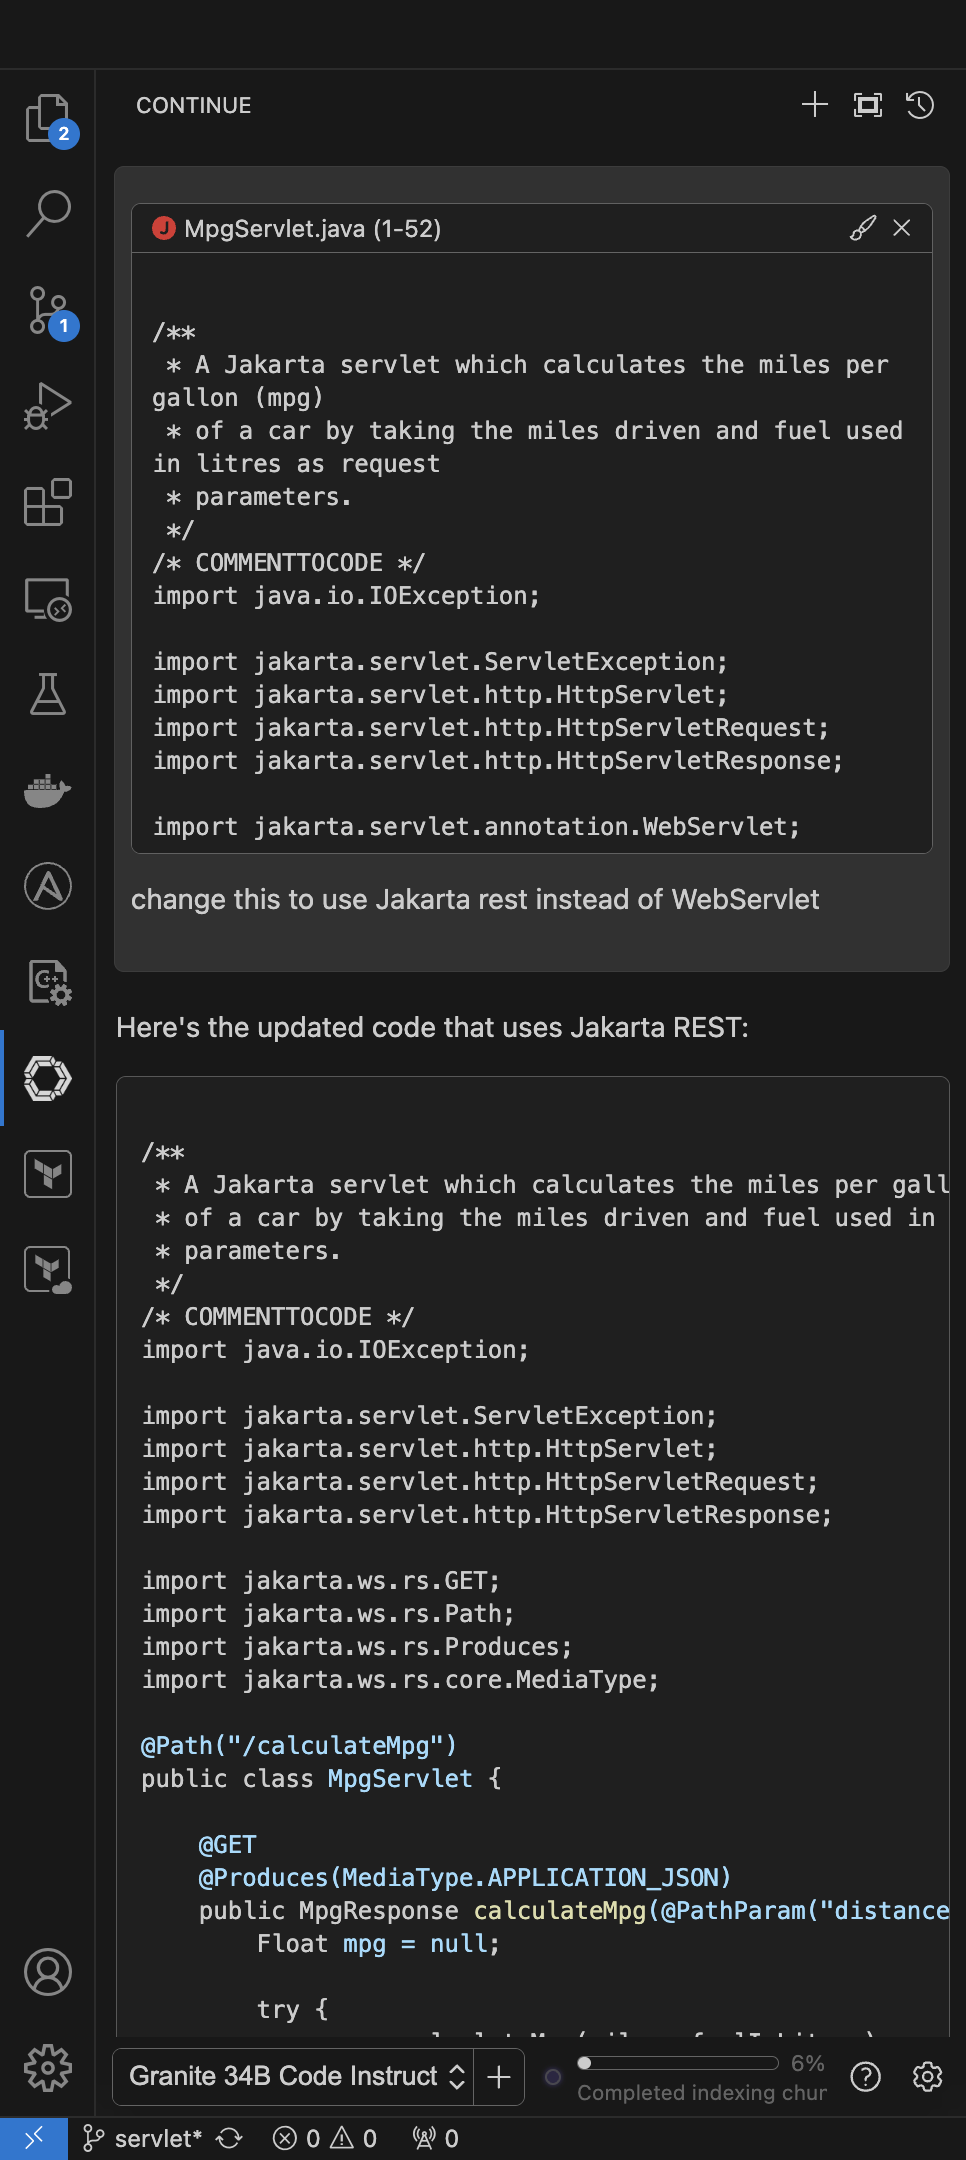 CONTINUE
2
1
J MpgServlet.java (1-52)
/**
 * A Jakarta servlet which calculates the miles per
gallon (mpg)
 * of a car by taking the miles driven and fuel used
in litres as request
 * parameters.
 */
/* COMMENTTOCODE */
import java.io.IOException;

import jakarta.servlet.ServletException;
import jakarta.servlet.http.HttpServlet;
import jakarta.servlet.http.HttpServletRequest;
import jakarta.servlet.http.HttpServletResponse;

import jakarta.servlet.annotation.WebServlet;
change this to use Jakarta rest instead of WebServlet
Here's the updated code that uses Jakarta REST:
/**
 * A Jakarta servlet which calculates the miles per gall
 * of a car by taking the miles driven and fuel used in
 * parameters.
 */
/* COMMENTTOCODE */
import java.io.IOException;

import jakarta.servlet.ServletException;
import jakarta.servlet.http.HttpServlet;
import jakarta.servlet.http.HttpServletRequest;
import jakarta.servlet.http.HttpServletResponse;

import jakarta.ws.rs.GET;
import jakarta.ws.rs.Path;
import jakarta.ws.rs.Produces;
import jakarta.ws.rs.core.MediaType;

@Path("/calculateMpg")
public class MpgServlet {

    @GET
    @Produces(MediaType.APPLICATION_JSON)
    public MpgResponse calculateMpg(@PathParam("distance
        Float mpg = null;

        try {
C++
A
Granite 34B Code Instruct
6%
Completed indexing chur
servlet*
0
0
0